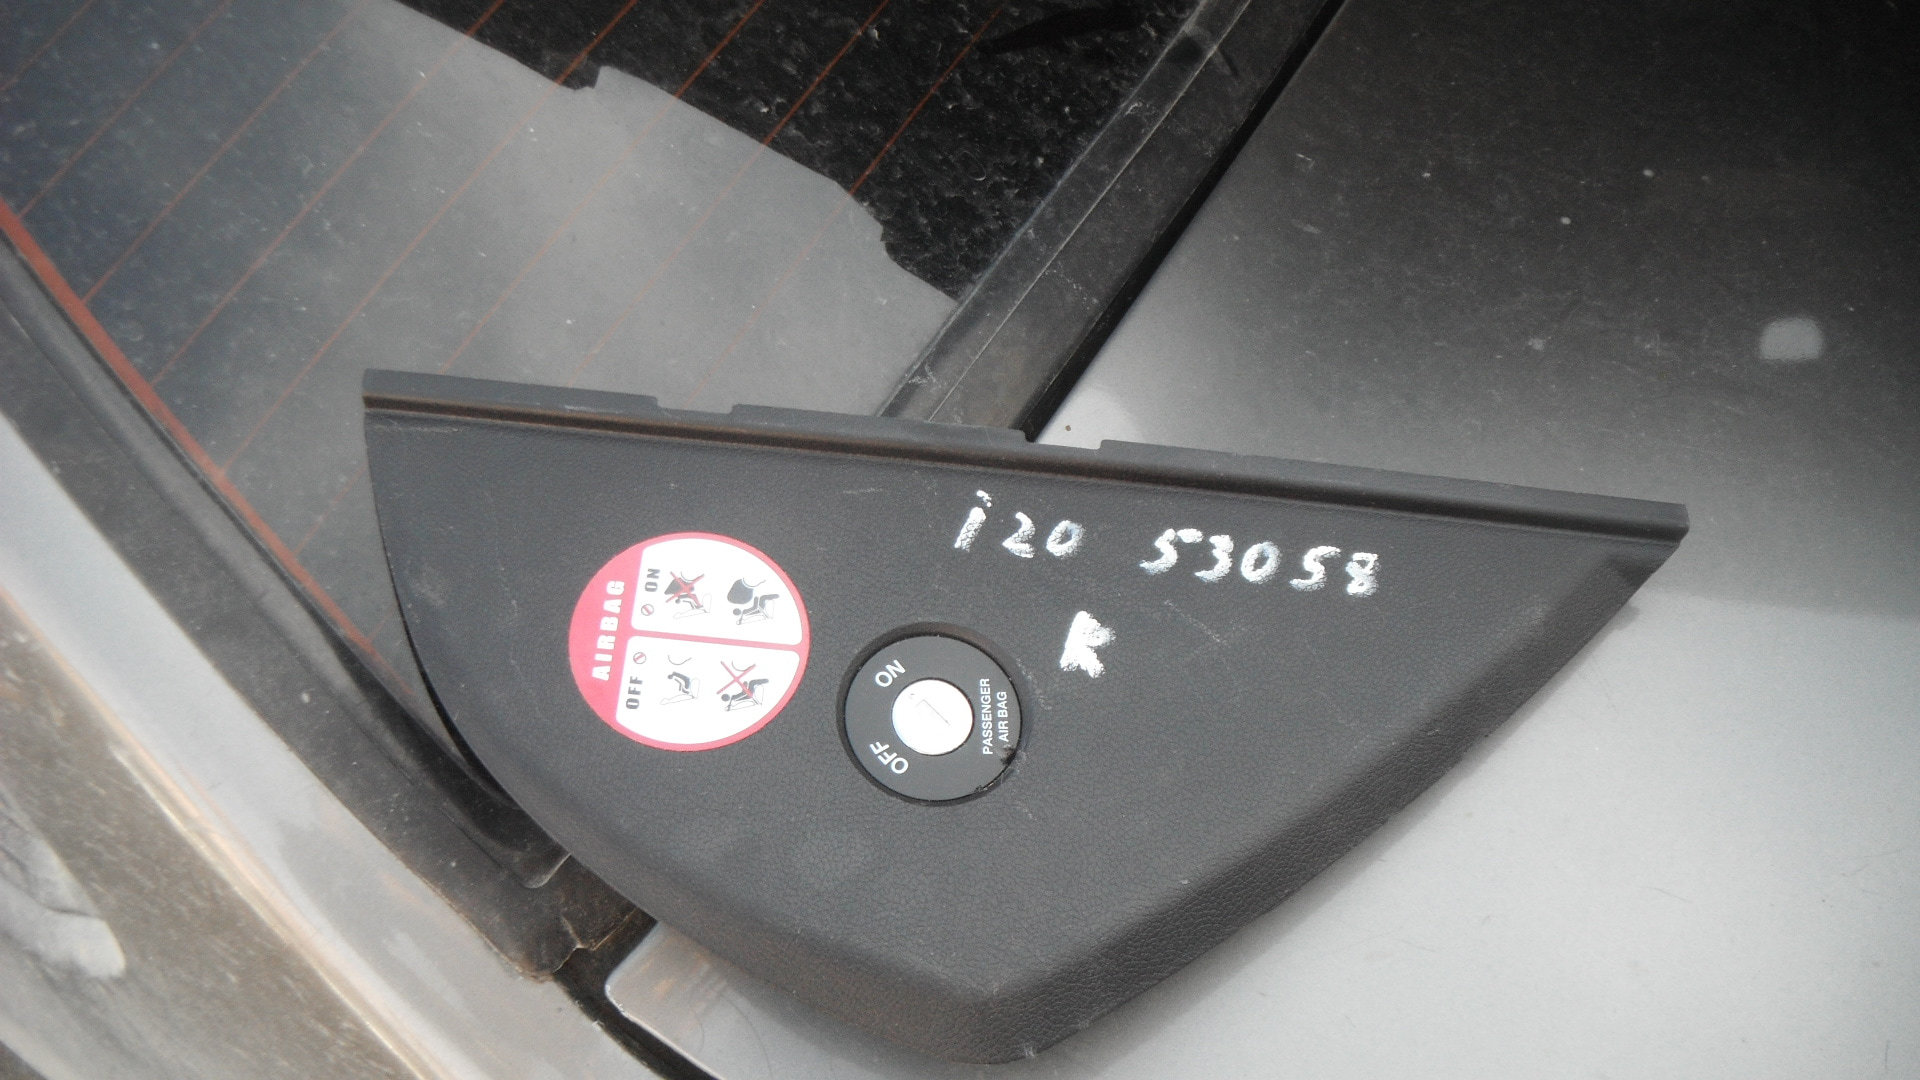 i20 53058
R
AIRBAG
ON
OFF
ON
OFF
PASSENGER
AIR BAG